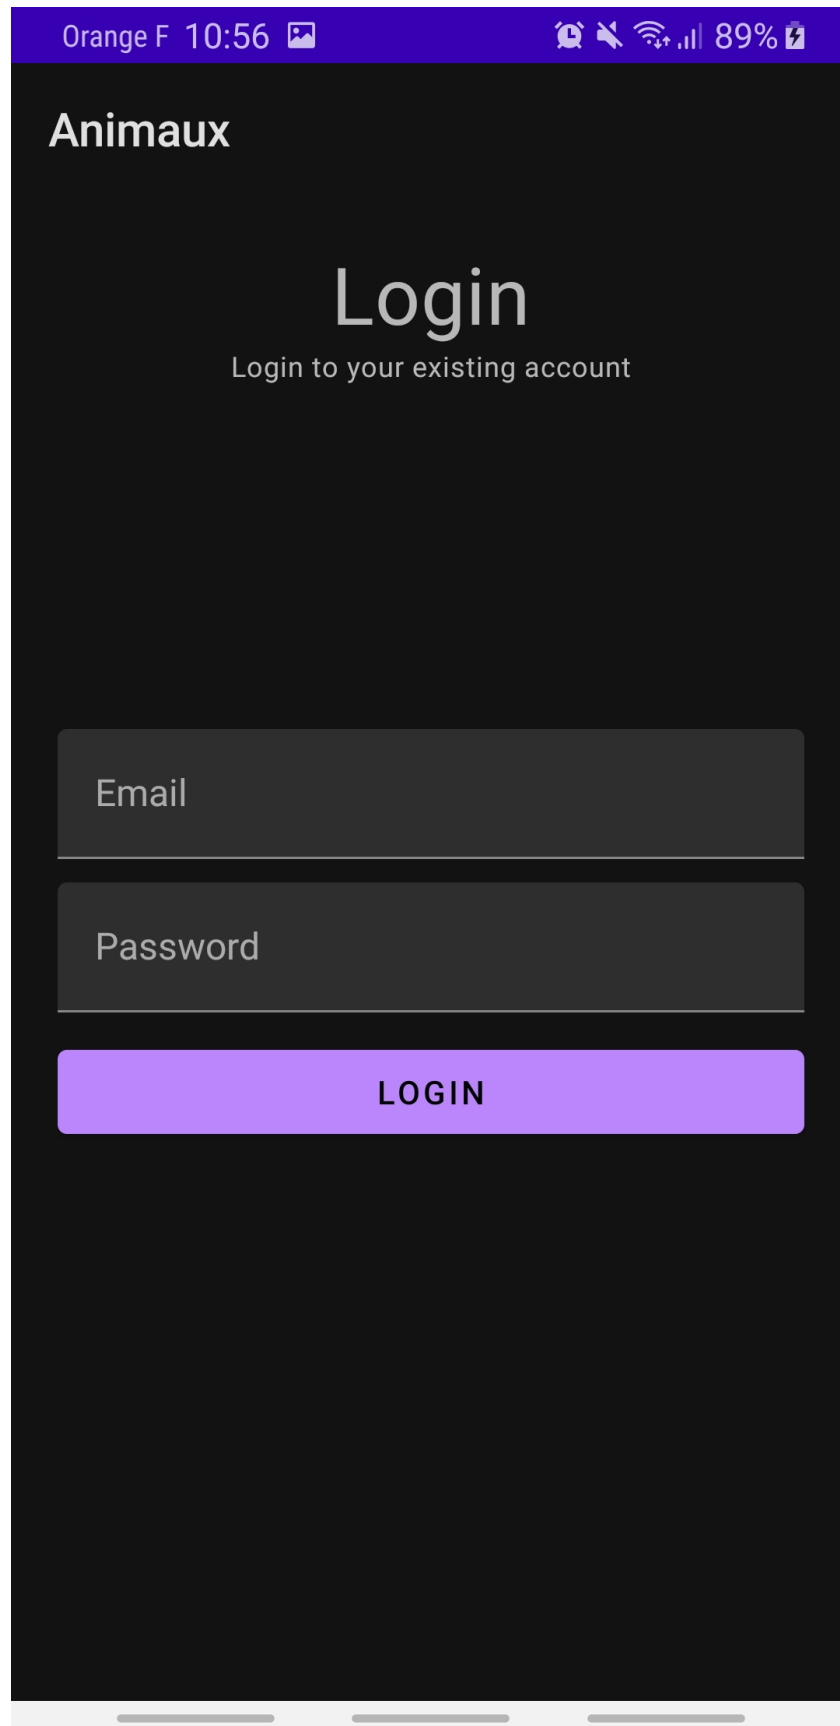 Orange F 10:56 89%
Animaux
Login
Login to your existing account
Email
Password
LOGIN